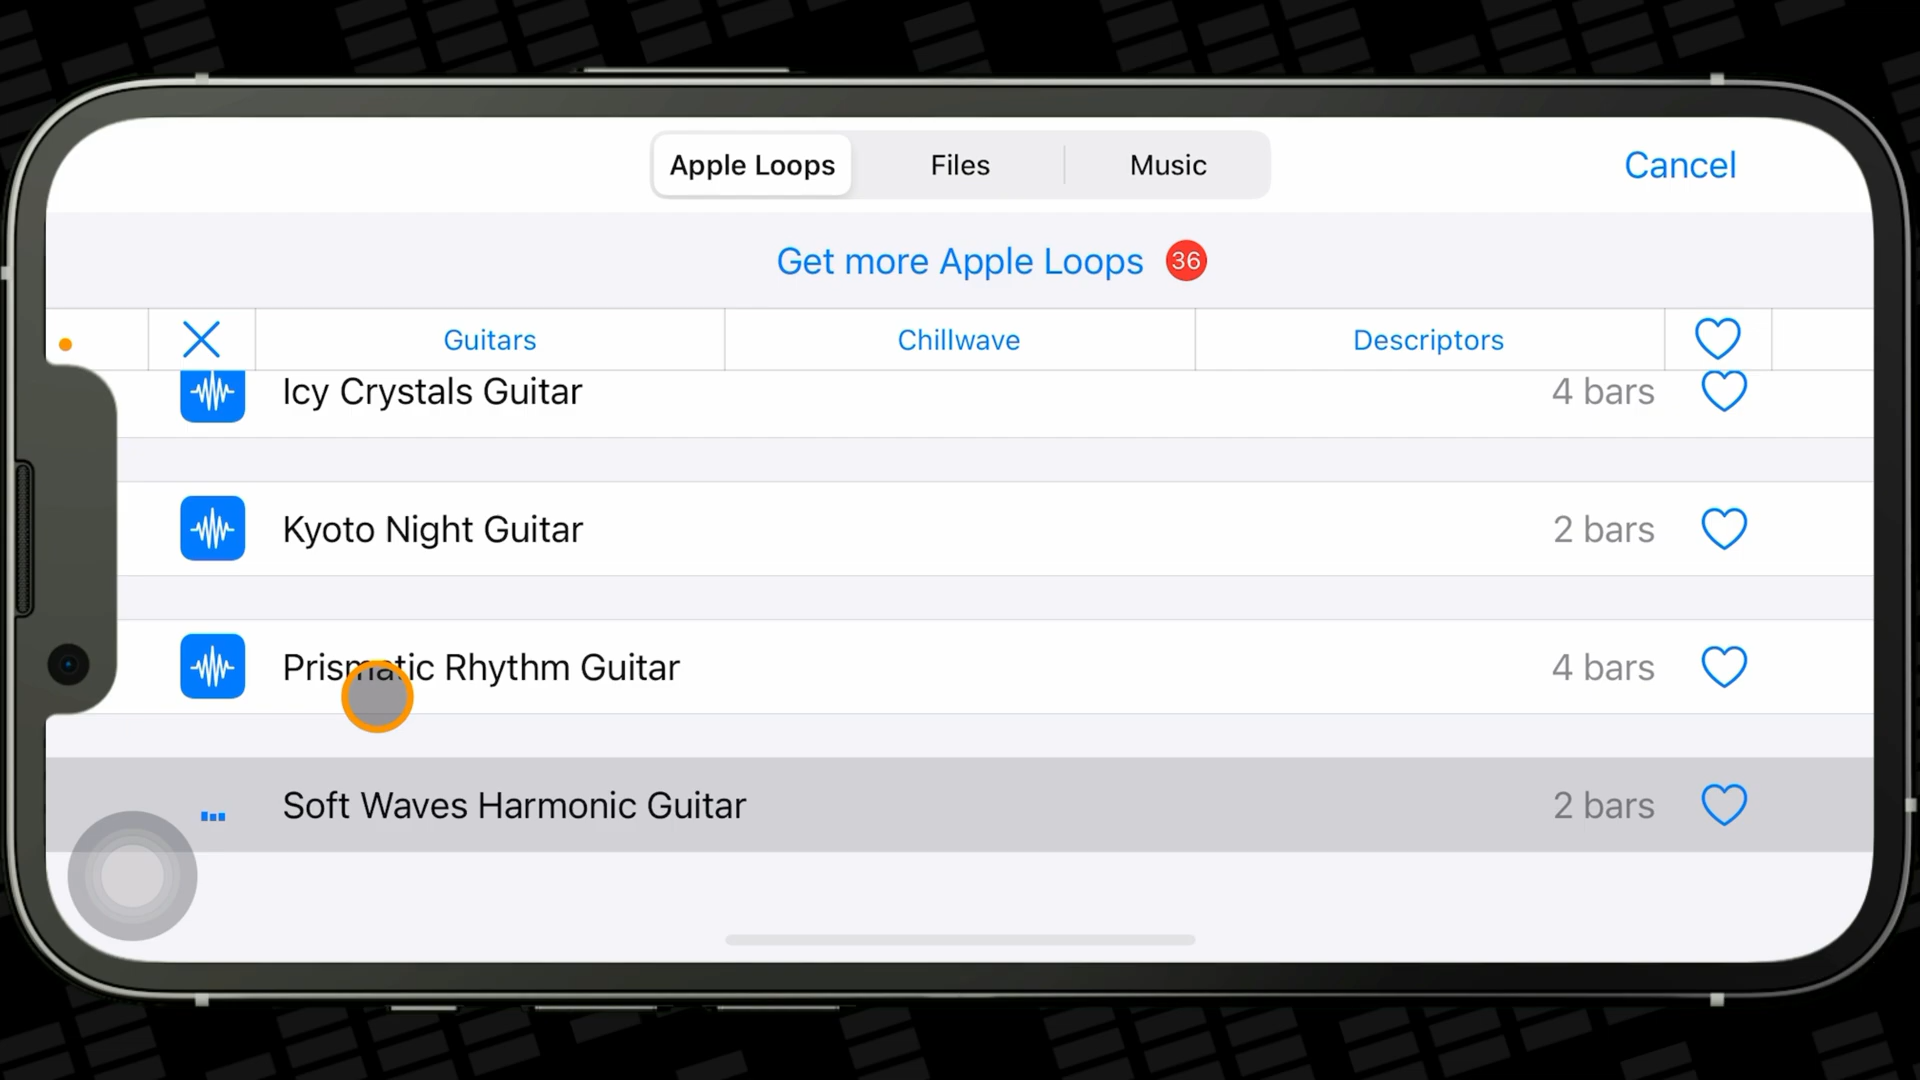 Apple Loops Files Music Cancel
Get more Apple Loops 36
Guitars Chillwave Descriptors
Icy Crystals Guitar 4 bars
Kyoto Night Guitar 2 bars
Prismatic Rhythm Guitar 4 bars
Soft Waves Harmonic Guitar 2 bars